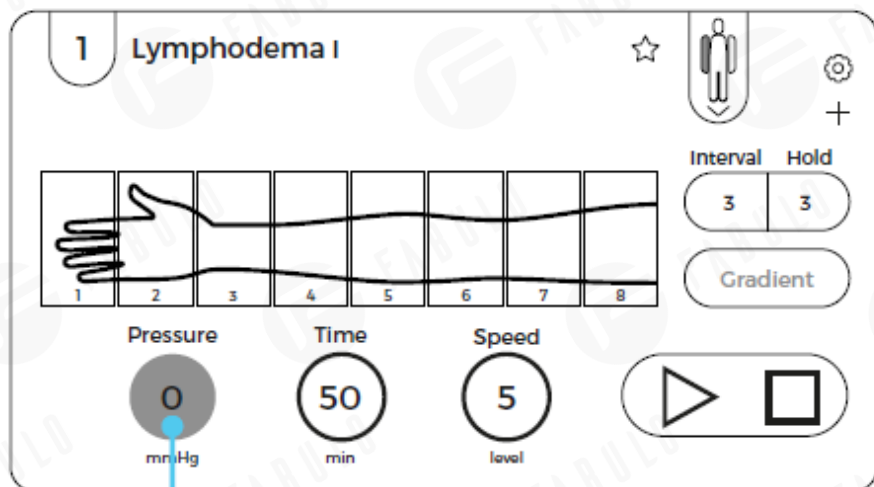 1 Lymphodema I
Interval Hold
3 3
Gradient
1 2 3 4 5 6 7 8
Pressure Time Speed
0 50 5
mmHg min level
FABULO